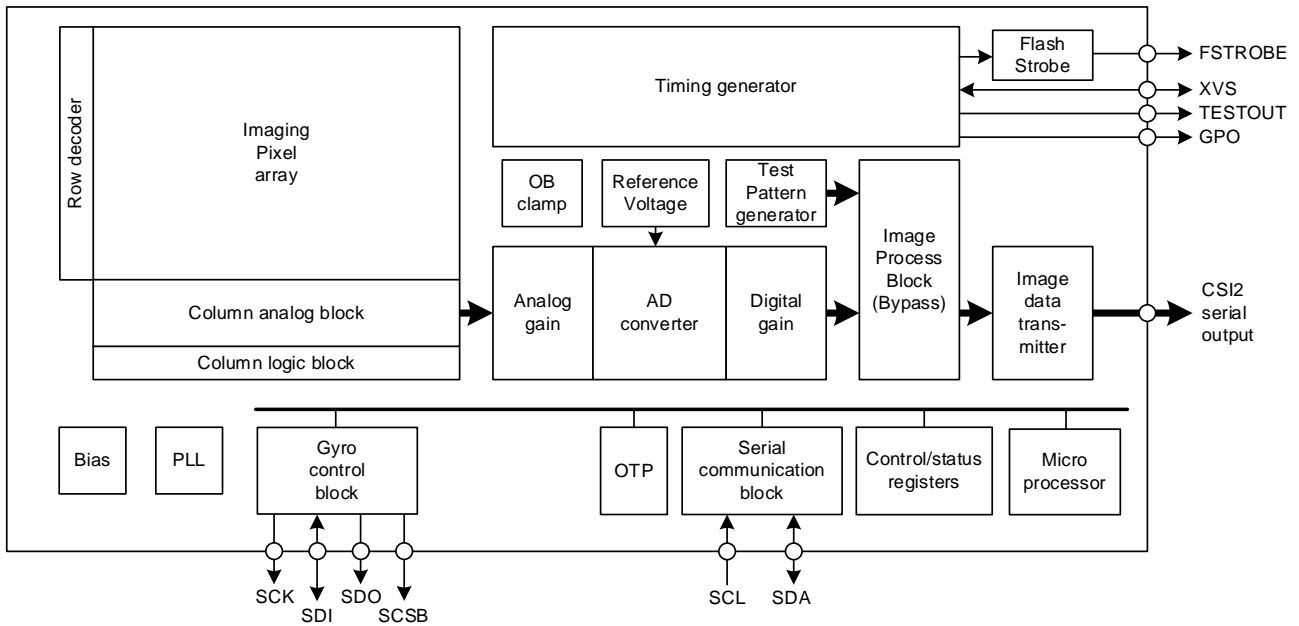 Row decoder
Imaging
Pixel
array
Column analog block
Column logic block
Timing generator
Flash
Strobe
FSTROBE
XVS
TESTOUT
GPO
OB
clamp
Reference
Voltage
Test
Pattern
generator
Image
Process
Block
(Bypass)
Analog
gain
AD
converter
Digital
gain
Image
data
trans-
mitter
CSI2
serial
output
Bias
PLL
Gyro
control
block
OTP
Serial
communication
block
Control/status
registers
Micro
processor
SCK
SDI
SDO
SCSB
SCL
SDA